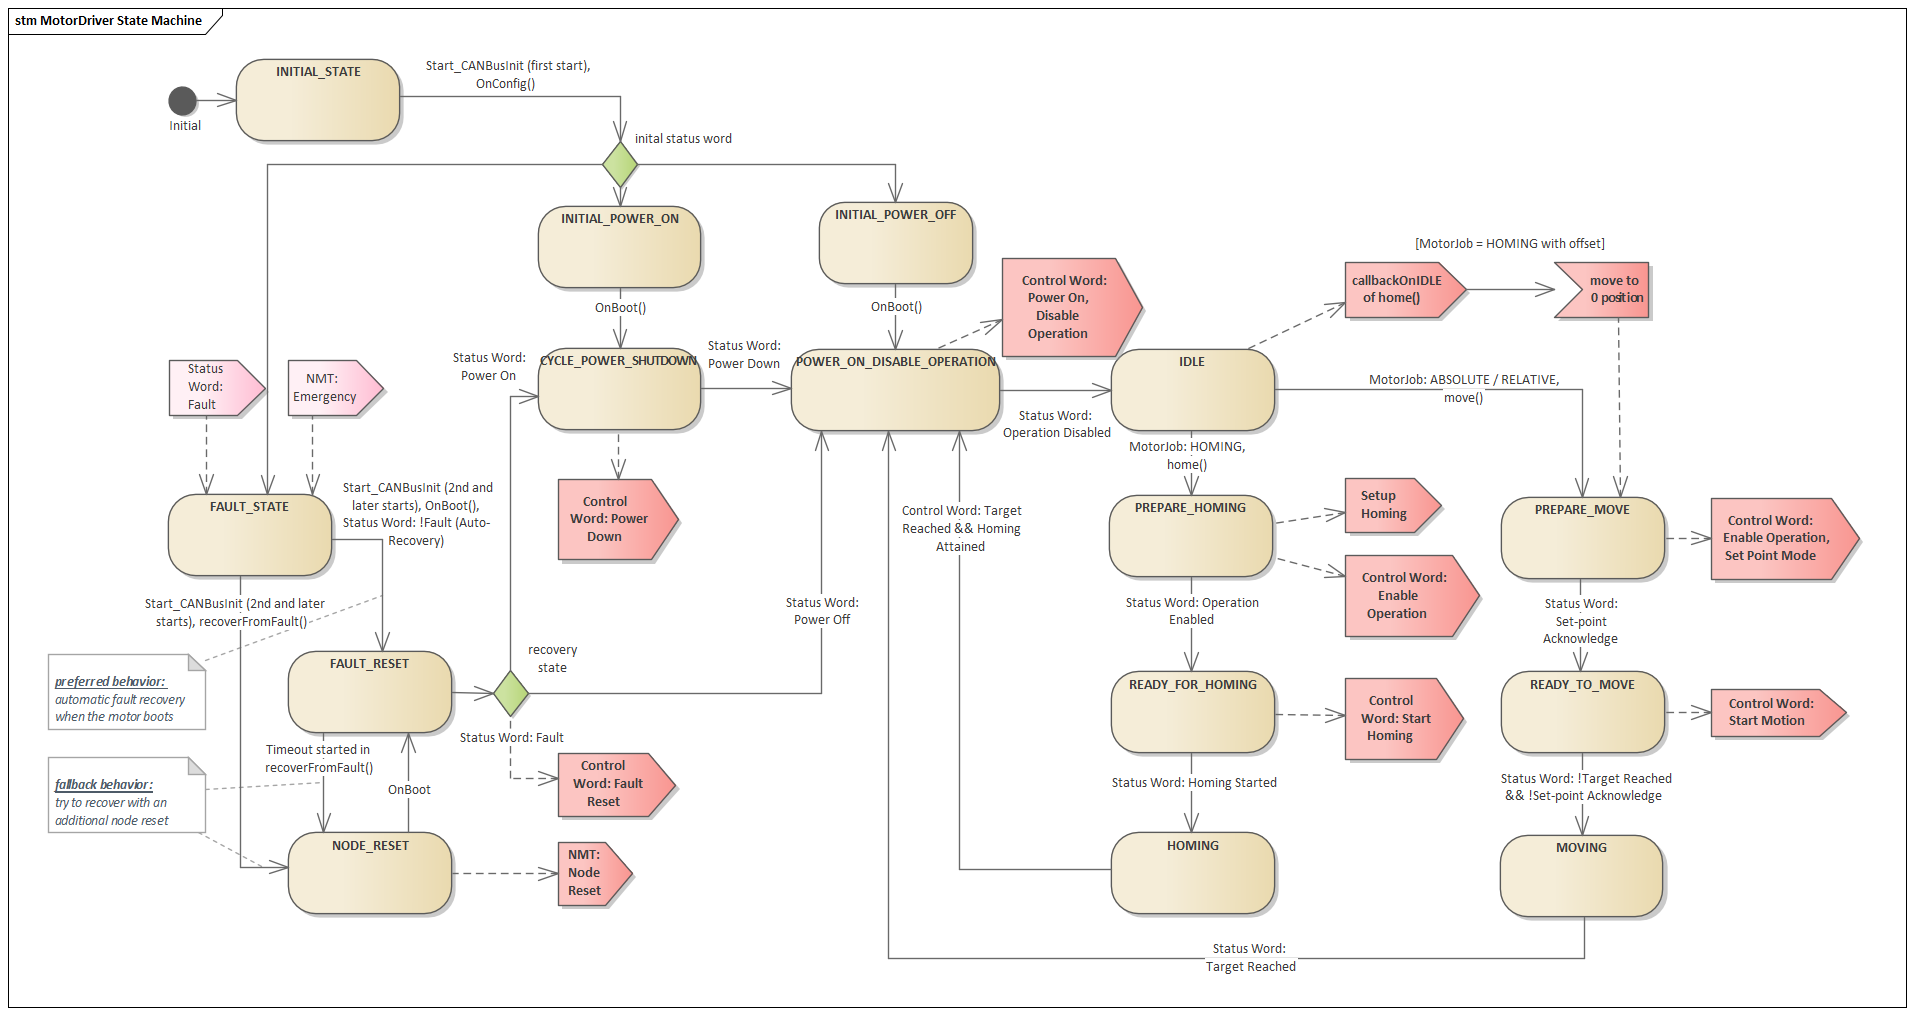 stm MotorDriver State Machine
Initial
INITIAL_STATE
Start_CANBusInit (first start),
OnConfig()
inital status word
INITIAL_POWER_ON
INITIAL_POWER_OFF
OnBoot()
OnBoot()
CYCLE_POWER_SHUTDOWN
Status Word:
Power On
Status Word:
Power Down
POWER_ON_DISABLE_OPERATION
Control Word:
Power On,
Disable
Operation
Status Word:
Operation Disabled
IDLE
[MotorJob = HOMING with offset]
callbackOnIDLE
of home()
move to
0 position
MotorJob: ABSOLUTE / RELATIVE,
move()
MotorJob: HOMING,
home()
Status
Word:
Fault
NMT:
Emergency
FAULT_STATE
Start_CANBusInit (2nd and
later starts), OnBoot(),
Status Word: !Fault (Auto-
Recovery)
Control
Word: Power
Down
Control Word: Target
Reached && Homing
Attained
PREPARE_HOMING
Setup
Homing
Control Word:
Enable
Operation
PREPARE_MOVE
Control Word:
Enable Operation,
Set Point Mode
Start_CANBusInit (2nd and later
starts), recoverFromFault()
Status Word:
Power Off
Status Word: Operation
Enabled
Status Word:
Set-point
Acknowledge
preferred behavior:
automatic fault recovery
when the motor boots
FAULT_RESET
recovery
state
READY_FOR_HOMING
Control
Word: Start
Homing
READY_TO_MOVE
Control Word:
Start Motion
Status Word: Fault
Control
Word: Fault
Reset
Timeout started in
recoverFromFault()
OnBoot
fallback behavior:
try to recover with an
additional node reset
Status Word: Homing Started
Status Word: !Target Reached
&& !Set-point Acknowledge
NODE_RESET
NMT:
Node
Reset
HOMING
MOVING
Status Word:
Target Reached